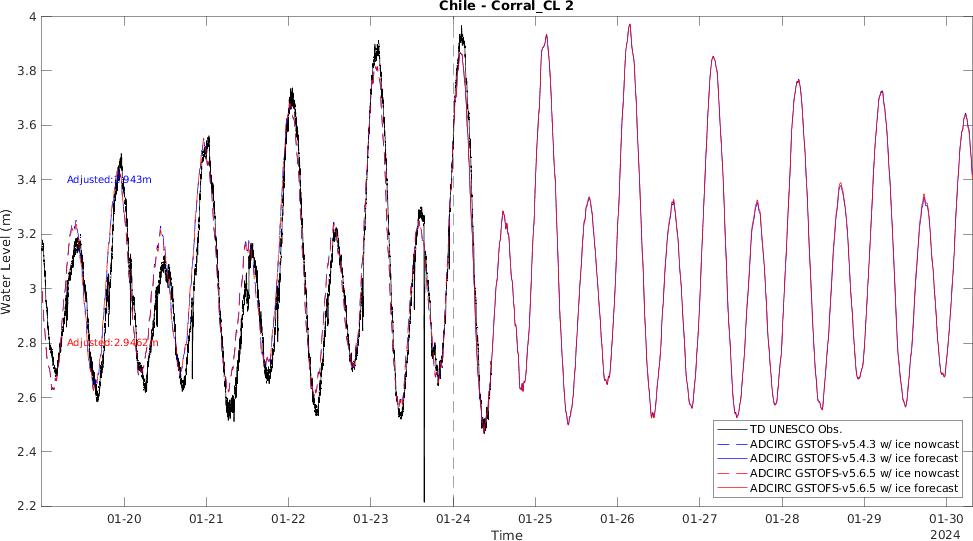 Chile - Corral_CL 2
4
3.8
3.6
3.4
3.2
3
2.8
2.6
2.4
2.2
Water Level (m)
Adjusted:2.943m
Adjusted:2.9462m
TD UNESCO Obs.
ADCIRC GSTOFS-v5.4.3 w/ ice nowcast
ADCIRC GSTOFS-v5.4.3 w/ ice forecast
ADCIRC GSTOFS-v5.6.5 w/ ice nowcast
ADCIRC GSTOFS-v5.6.5 w/ ice forecast
01-20 01-21 01-22 01-23 01-24 01-25 01-26 01-27 01-28 01-29 01-30
Time
2024